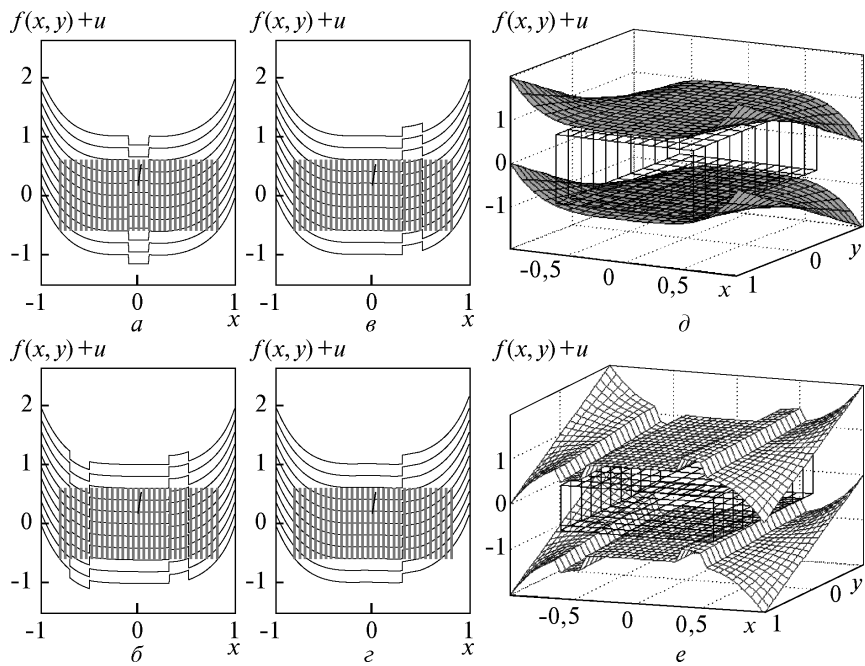 f(x, y)+u
2
1
0
-1
-1
0
1
x
а
f(x, y)+u
2
1
0
-1
-1
0
1
x
в
f(x, y)+u
1
0
-1
-0,5
0
0,5
x
1
0
y
д
f(x, y)+u
2
1
0
-1
-1
0
1
x
б
f(x, y)+u
2
1
0
-1
-1
0
1
x
г
f(x, y)+u
1
0
-1
-0,5
0
0,5
x
1
0
y
е